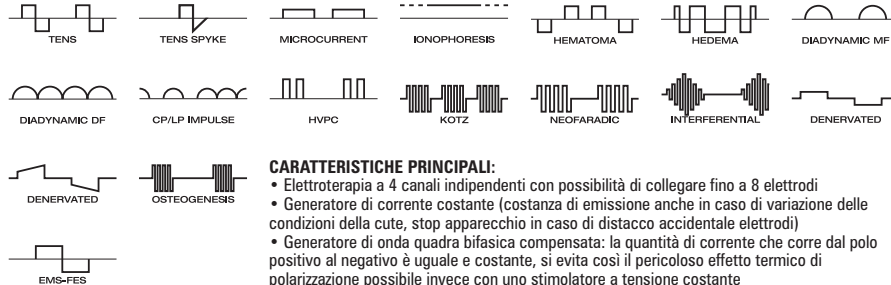 TENS
TENS SPYKE
MICROCURRENT
IONOPHORESIS
HEMATOMA
HEDEMA
DIADYNAMIC MF
DIADYNAMIC DF
CP/LP IMPULSE
HVPC
KOTZ
NEOFARADIC
INTERFERENTIAL
DENERVATED
DENERVATED
OSTEOGENESIS
EMS-FES
CARATTERISTICHE PRINCIPALI:
• Elettroterapia a 4 canali indipendenti con possibilità di collegare fino a 8 elettrodi
• Generatore di corrente costante (costanza di emissione anche in caso di variazione delle
condizioni della cute, stop apparecchio in caso di distacco accidentale elettrodi)
• Generatore di onda quadra bifasica compensata: la quantità di corrente che corre dal polo
positivo al negativo è uguale e costante, si evita così il pericoloso effetto termico di
polarizzazione possibile invece con uno stimolatore a tensione costante